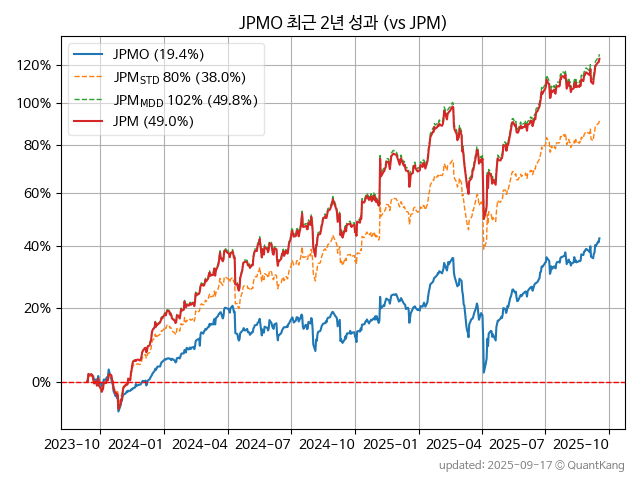 JPMO 최근 2년 성과 (vs JPM)
JPMO (19.4%)
JPM_STD 80% (38.0%)
JPM_MDD 102% (49.8%)
JPM (49.0%)
120%
100%
80%
60%
40%
20%
0%
2023-10 2024-01 2024-04 2024-07 2024-10 2025-01 2025-04 2025-07 2025-10
updated: 2025-09-17 © QuantKang